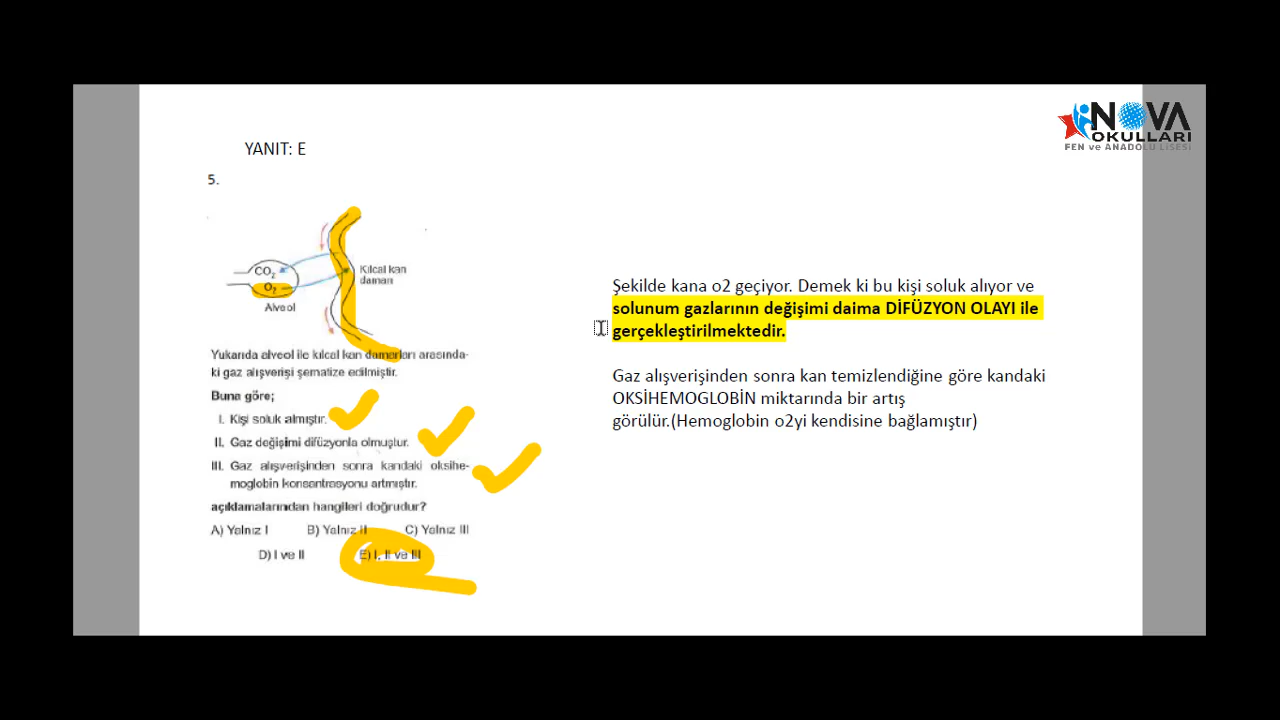 NOVA
OKULLARI
FEN ve ANADOLU LİSESİ
YANIT: E
5.
CO2
O2
Alveol
Kılcal kan
damarı
Yukarıda alveol ile kılcal kan damarları arasında-
ki gaz alışverişi şematize edilmiştir.
Buna göre;
I. Kişi soluk almıştır.
II. Gaz değişimi difüzyonla olmuştur.
III. Gaz alışverişinden sonra kandaki oksihe-
moglobin konsantrasyonu artmıştır.
açıklamalarından hangileri doğrudur?
A) Yalnız I B) Yalnız II C) Yalnız III
D) I ve II E) I, II ve III
Şekilde kana o2 geçiyor. Demek ki bu kişi soluk alıyor ve
solunum gazlarının değişimi daima DİFÜZYON OLAYI ile
gerçekleştirilmektedir.
Gaz alışverişinden sonra kan temizlendiğine göre kandaki
OKSİHEMOGLOBİN miktarında bir artış
görülür.(Hemoglobin o2yi kendisine bağlamıştır)